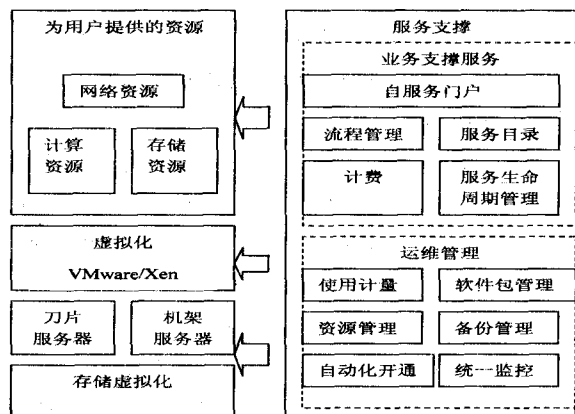 为用户提供的资源
网络资源
计算
资源
存储
资源
虚拟化
VMware/Xen
刀片
服务器
机架
服务器
存储虚拟化
服务支撑
业务支撑服务
自服务门户
流程管理
服务目录
计费
服务生命
周期管理
运维管理
使用计量
软件包管理
资源管理
备份管理
自动化开通
统一监控